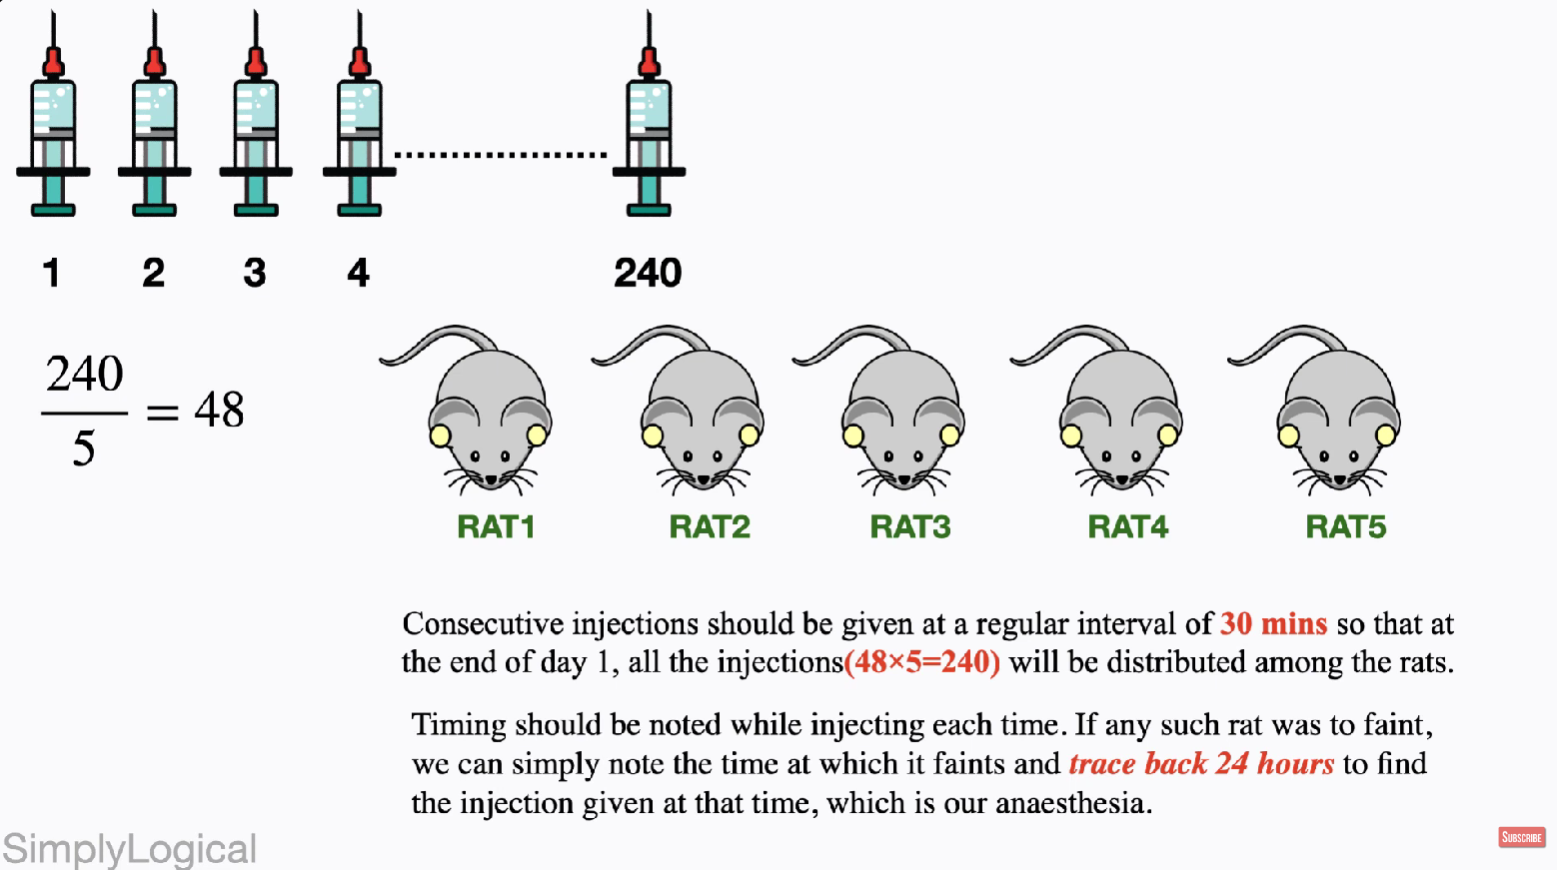 1 2 3 4 240
240
5
= 48
RAT1 RAT2 RAT3 RAT4 RAT5
Consecutive injections should be given at a regular interval of 30 mins so that at
the end of day 1, all the injections(48×5=240) will be distributed among the rats.
Timing should be noted while injecting each time. If any such rat was to faint,
we can simply note the time at which it faints and trace back 24 hours to find
the injection given at that time, which is our anaesthesia.
SimplyLogical
SUBSCRIBE